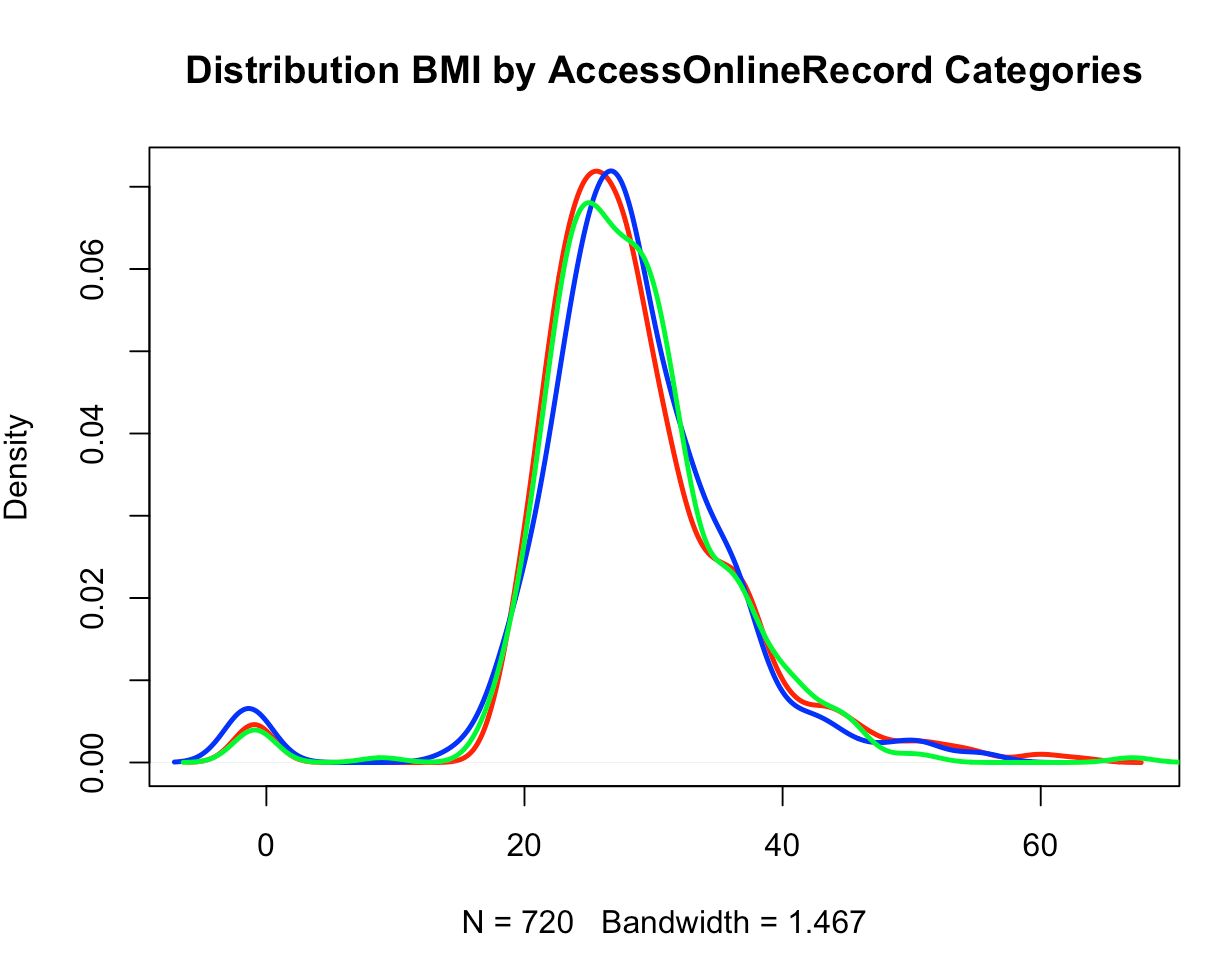 Distribution BMI by AccessOnlineRecord Categories
Density
0.06
0.04
0.02
0.00
0 20 40 60
N = 720 Bandwidth = 1.467